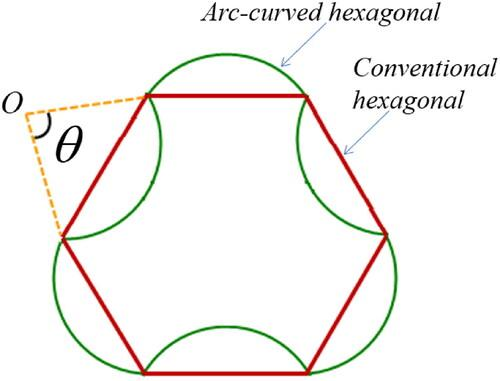 Arc-curved hexagonal
Conventional
hexagonal
O
θ